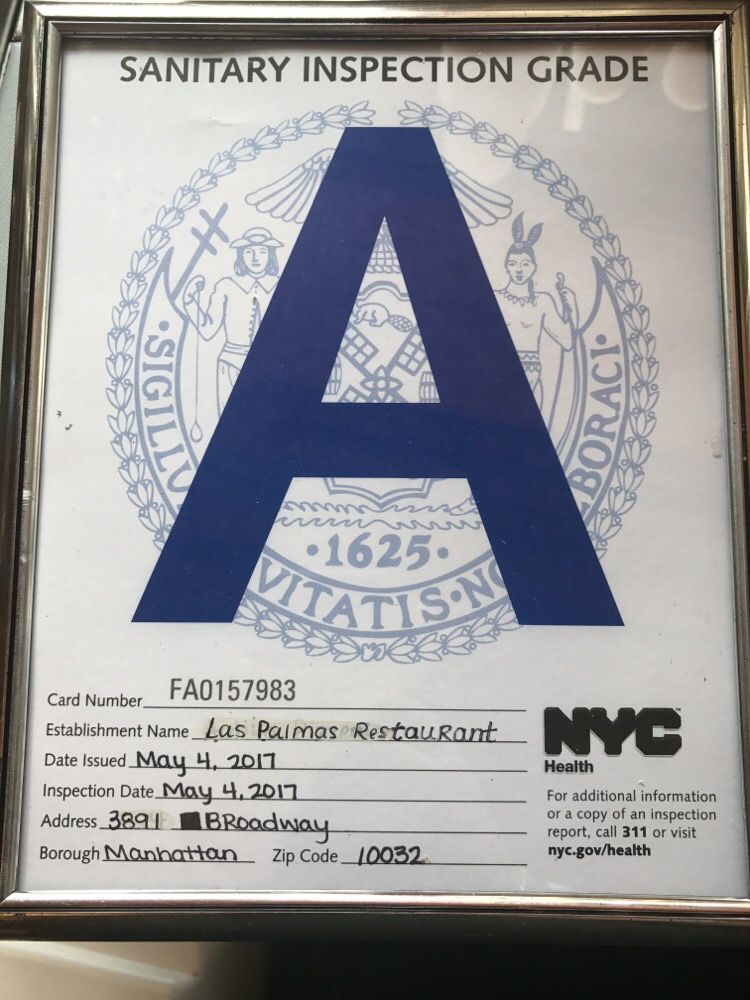 SANITARY INSPECTION GRADE
A
SIGILLU
BORACI
1625
VITATIS NO
Card Number FA0157983
Establishment Name Las Palmas Restaurant
Date Issued May 4, 2017
Inspection Date May 4, 2017
Address 3891 BRoadway
Borough Manhattan Zip Code 10032
NYC
Health
For additional information
or a copy of an inspection
report, call 311 or visit
nyc.gov/health